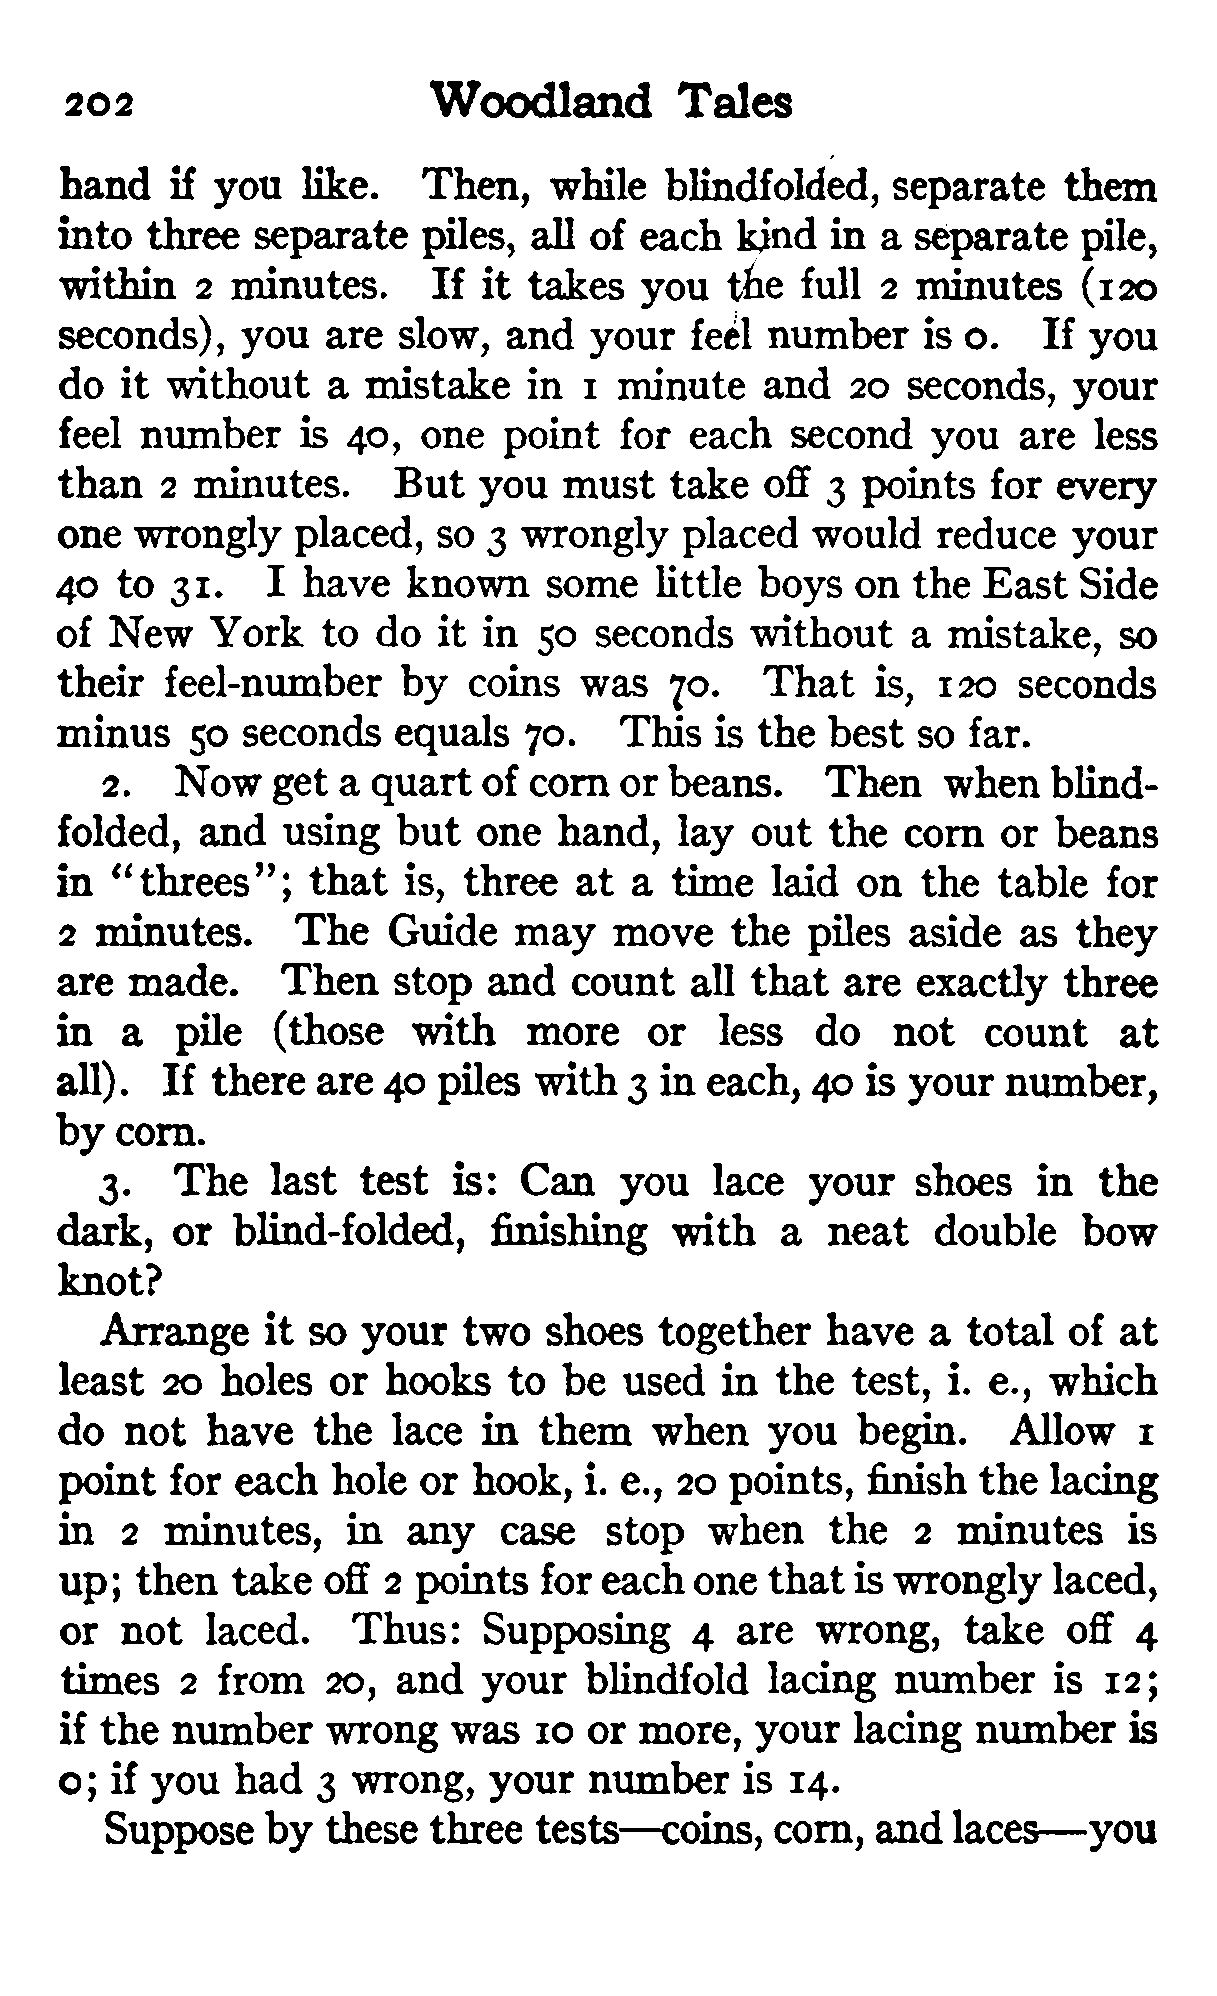 202 Woodland Tales
hand if you like. Then, while blindfolded, separate them
into three separate piles, all of each kind in a separate pile,
within 2 minutes. If it takes you the full 2 minutes (120
seconds), you are slow, and your feel number is 0. If you
do it without a mistake in 1 minute and 20 seconds, your
feel number is 40, one point for each second you are less
than 2 minutes. But you must take off 3 points for every
one wrongly placed, so 3 wrongly placed would reduce your
40 to 31. I have known some little boys on the East Side
of New York to do it in 50 seconds without a mistake, so
their feel-number by coins was 70. That is, 120 seconds
minus 50 seconds equals 70. This is the best so far.
2. Now get a quart of corn or beans. Then when blind-
folded, and using but one hand, lay out the corn or beans
in "threes"; that is, three at a time laid on the table for
2 minutes. The Guide may move the piles aside as they
are made. Then stop and count all that are exactly three
in a pile (those with more or less do not count at
all). If there are 40 piles with 3 in each, 40 is your number,
by corn.
3. The last test is: Can you lace your shoes in the
dark, or blind-folded, finishing with a neat double bow
knot?
Arrange it so your two shoes together have a total of at
least 20 holes or hooks to be used in the test, i. e., which
do not have the lace in them when you begin. Allow 1
point for each hole or hook, i. e., 20 points, finish the lacing
in 2 minutes, in any case stop when the 2 minutes is
up; then take off 2 points for each one that is wrongly laced,
or not laced. Thus: Supposing 4 are wrong, take off 4
times 2 from 20, and your blindfold lacing number is 12;
if the number wrong was 10 or more, your lacing number is
0; if you had 3 wrong, your number is 14.
Suppose by these three tests—coins, corn, and laces—you